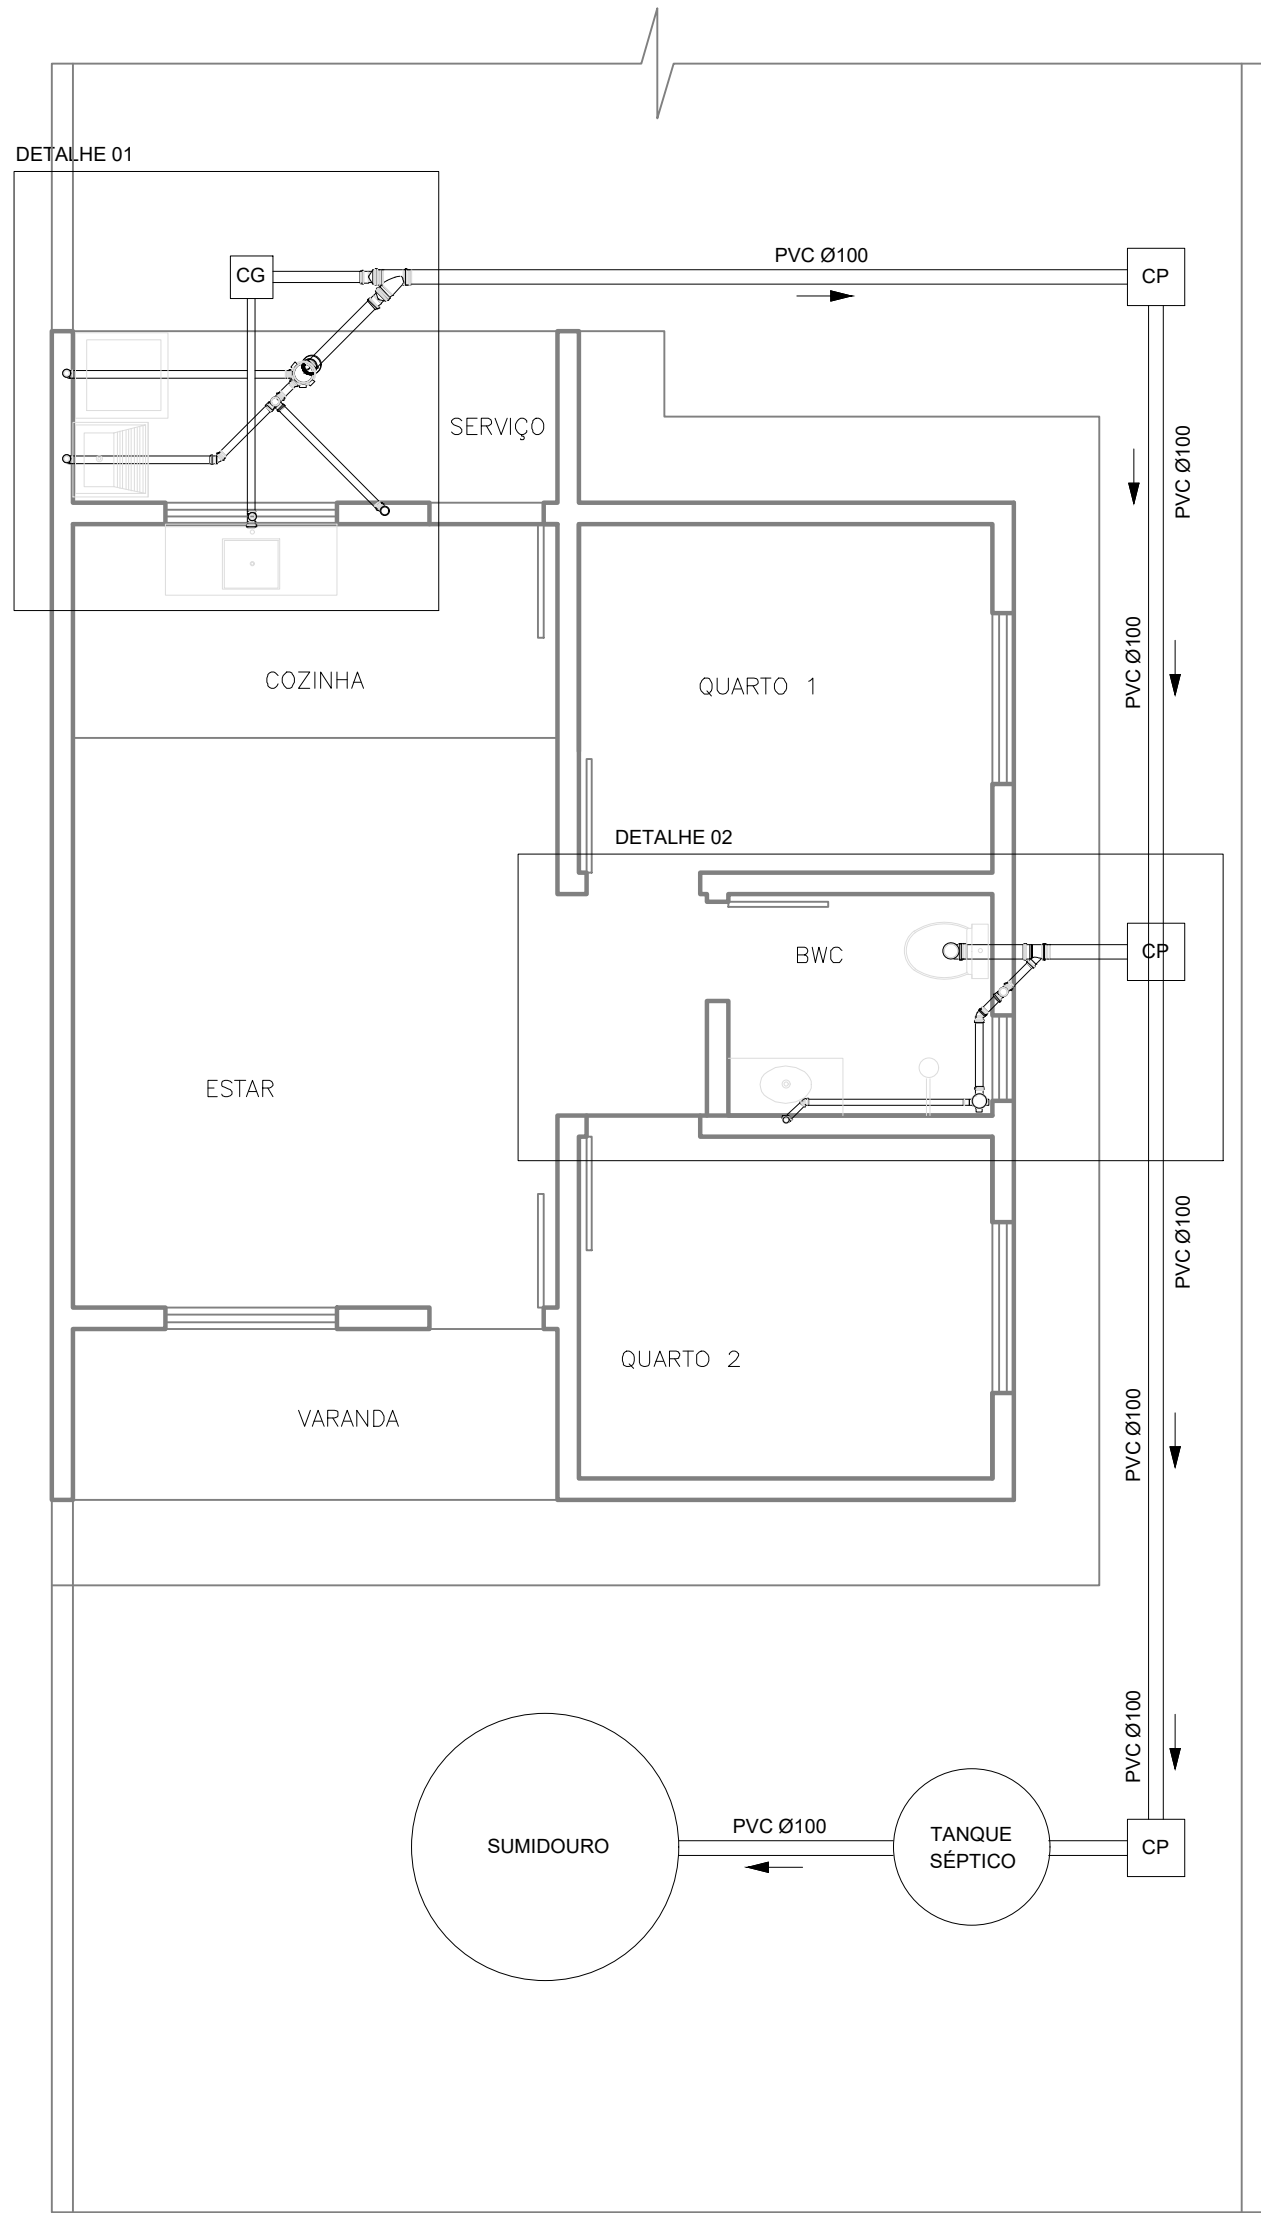 DETALHE 01
PVC Ø100
CG
CP
SERVIÇO
PVC Ø100
PVC Ø100
COZINHA
QUARTO 1
DETALHE 02
BWC
CP
ESTAR
PVC Ø100
QUARTO 2
VARANDA
PVC Ø100
PVC Ø100
PVC Ø100
SUMIDOURO
TANQUE
SÉPTICO
CP